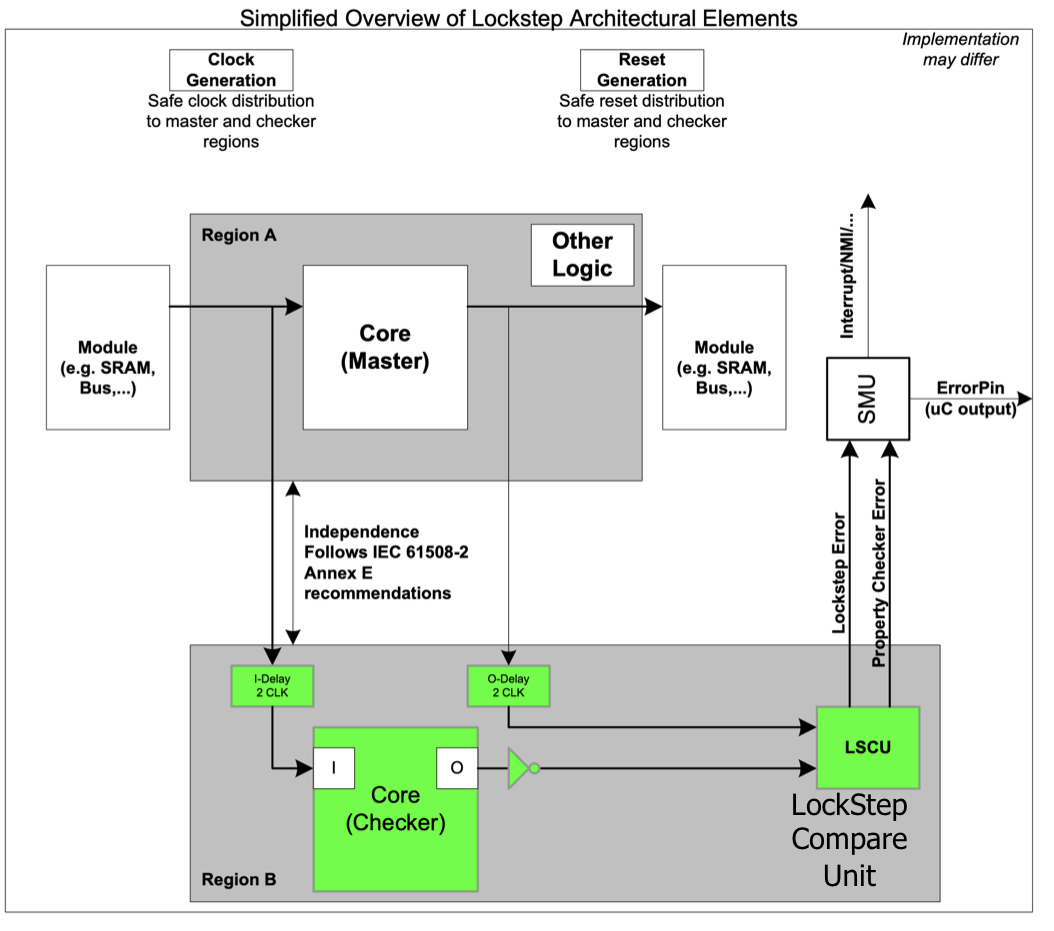 Simplified Overview of Lockstep Architectural Elements
Implementation
may differ
Clock
Generation
Safe clock distribution
to master and checker
regions
Reset
Generation
Safe reset distribution
to master and checker
regions
Region A
Other
Logic
Module
(e.g. SRAM,
Bus,...)
Core
(Master)
Module
(e.g. SRAM,
Bus,...)
Interrupt/NMI/...
SMU
ErrorPin
(uC output)
Independence
Follows IEC 61508-2
Annex E
recommendations
Lockstep Error
Property Checker Error
I-Delay
2 CLK
O-Delay
2 CLK
I
O
Core
(Checker)
LSCU
LockStep
Compare
Unit
Region B